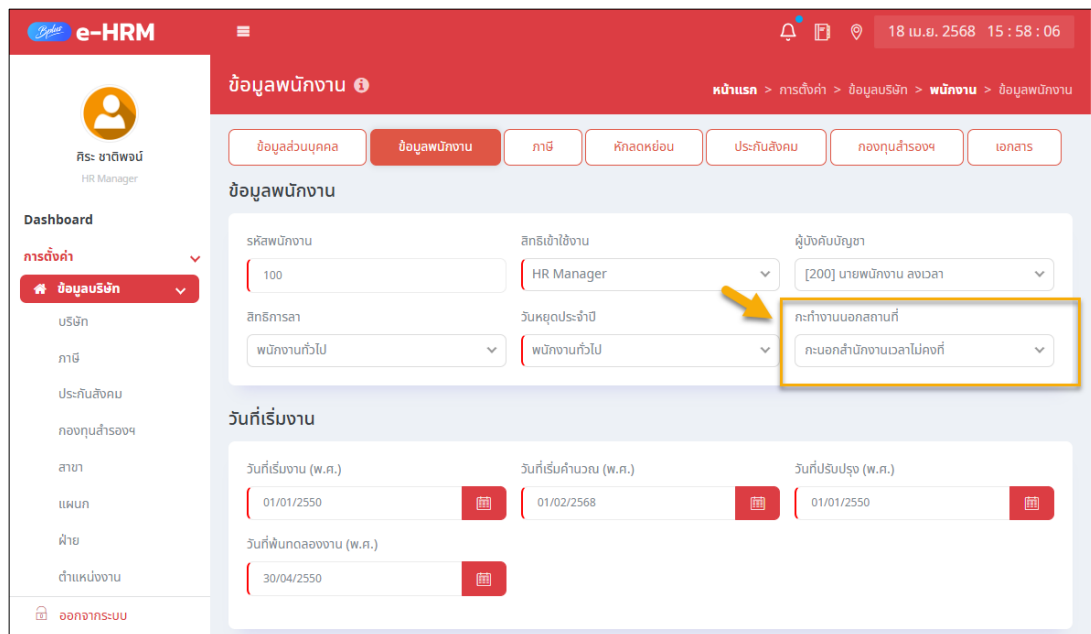 Bplus e-HRM
18 เม.ย. 2568 15 : 58 : 06
ข้อมูลพนักงาน
หน้าแรก > การตั้งค่า > ข้อมูลบริษัท > พนักงาน > ข้อมูลพนักงาน
ศิระ ชาติพจน์
HR Manager
Dashboard
การตั้งค่า
ข้อมูลบริษัท
บริษัท
ภาษี
ประกันสังคม
กองทุนสำรองฯ
สาขา
แผนก
ฝ่าย
ตำแหน่งงาน
ออกจากระบบ
ข้อมูลส่วนบุคคล ข้อมูลพนักงาน ภาษี หักลดหย่อน ประกันสังคม กองทุนสำรองฯ เอกสาร
ข้อมูลพนักงาน
รหัสพนักงาน สิทธิเข้าใช้งาน ผู้บังคับบัญชา
100 HR Manager [200] นายพนักงาน ลงเวลา
สิทธิการลา วันหยุดประจำปี กะทำงานนอกสถานที่
พนักงานทั่วไป พนักงานทั่วไป กะนอกสำนักงานเวลาไม่คงที่
วันที่เริ่มงาน
วันที่เริ่มงาน (พ.ศ.) วันที่เริ่มคำนวณ (พ.ศ.) วันที่ปรับปรุง (พ.ศ.)
01/01/2550 01/02/2568 01/01/2550
วันที่พ้นทดลองงาน (พ.ศ.)
30/04/2550